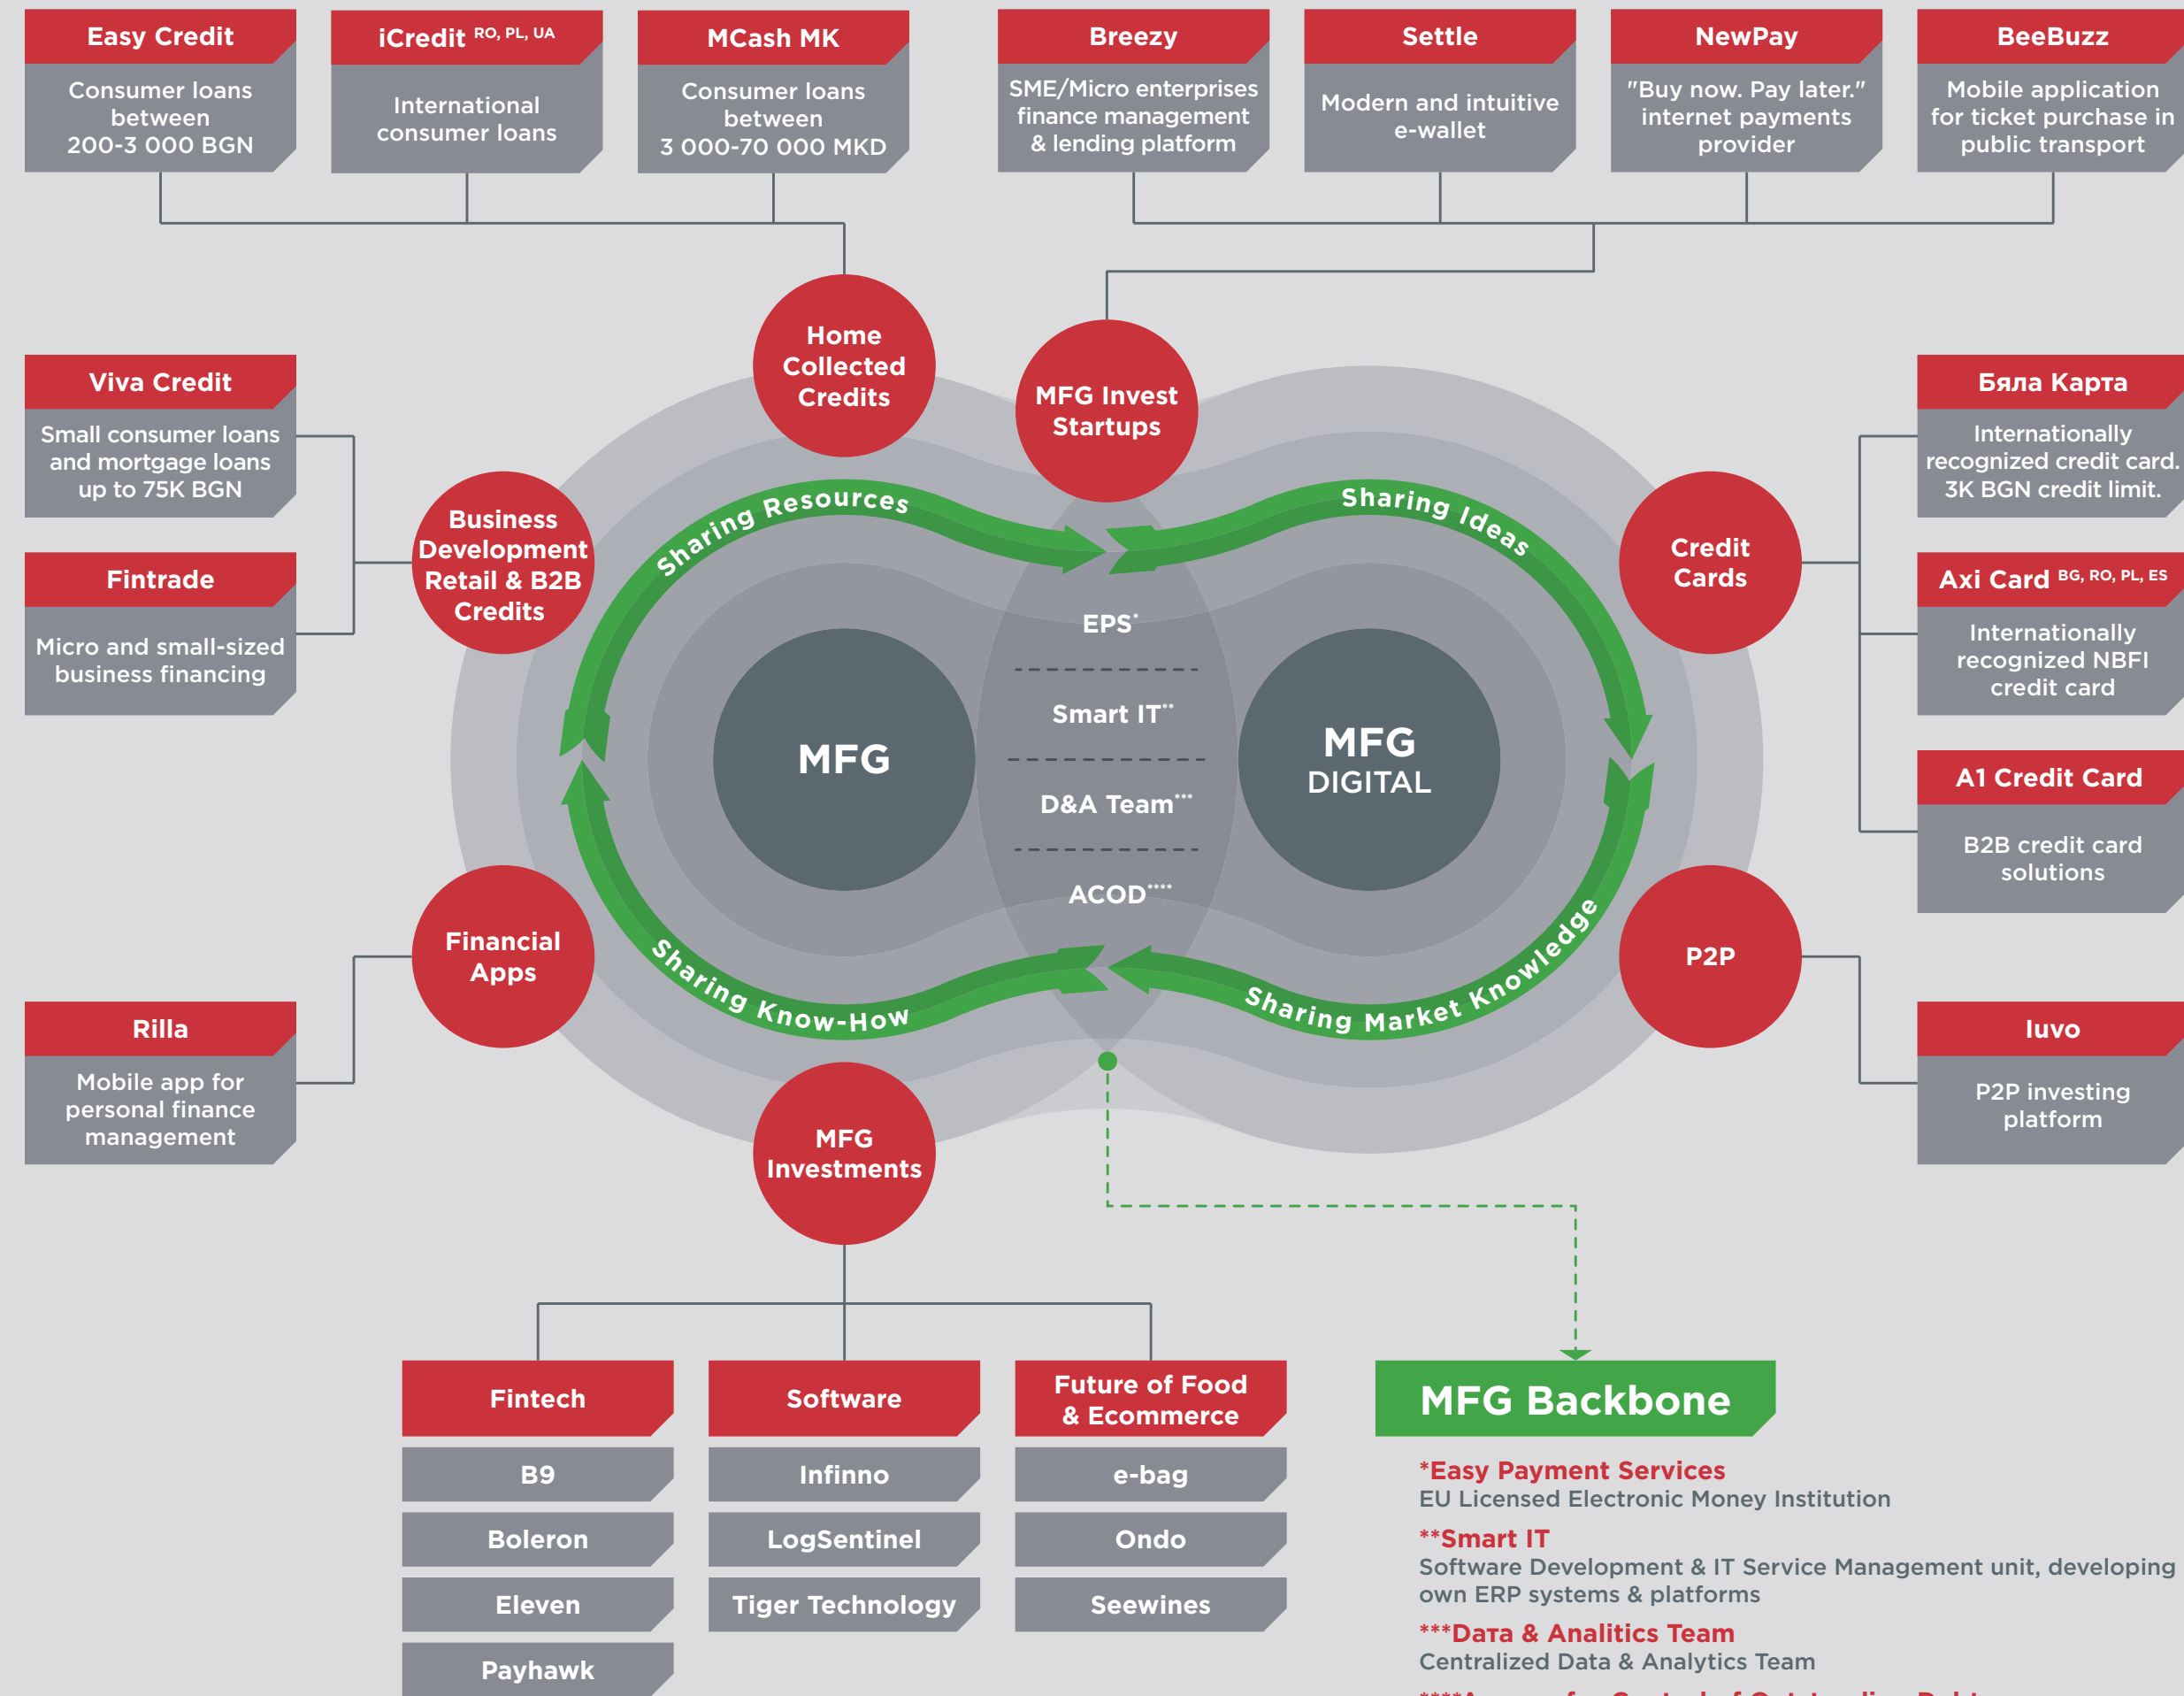 Easy Credit
Consumer loans
between
200-3 000 BGN
iCredit RO, PL, UA
International
consumer loans
MCash MK
Consumer loans
between
3 000-70 000 MKD
Breezy
SME/Micro enterprises
finance management
& lending platform
Settle
Modern and intuitive
e-wallet
NewPay
"Buy now. Pay later."
internet payments
provider
BeeBuzz
Mobile application
for ticket purchase in
public transport
Home
Collected
Credits
MFG Invest
Startups
Viva Credit
Small consumer loans
and mortgage loans
up to 75K BGN
Fintrade
Micro and small-sized
business financing
Business
Development
Retail & B2B
Credits
Sharing Resources
Sharing Ideas
Credit
Cards
Бяла Карта
Internationally
recognized credit card.
3K BGN credit limit.
Axi Card BG, RO, PL, ES
Internationally
recognized NBFI
credit card
A1 Credit Card
B2B credit card
solutions
MFG
EPS*
Smart IT**
D&A Team***
ACOD****
MFG
DIGITAL
Financial
Apps
Sharing Know-How
Sharing Market Knowledge
P2P
Rilla
Mobile app for
personal finance
management
Iuvo
P2P investing
platform
MFG
Investments
Fintech
B9
Boleron
Eleven
Payhawk
Software
Infinno
LogSentinel
Tiger Technology
Future of Food
& Ecommerce
e-bag
Ondo
Seewines
MFG Backbone
*Easy Payment Services
EU Licensed Electronic Money Institution
**Smart IT
Software Development & IT Service Management unit, developing
own ERP systems & platforms
***Daтa & Analitics Team
Centralized Data & Analytics Team